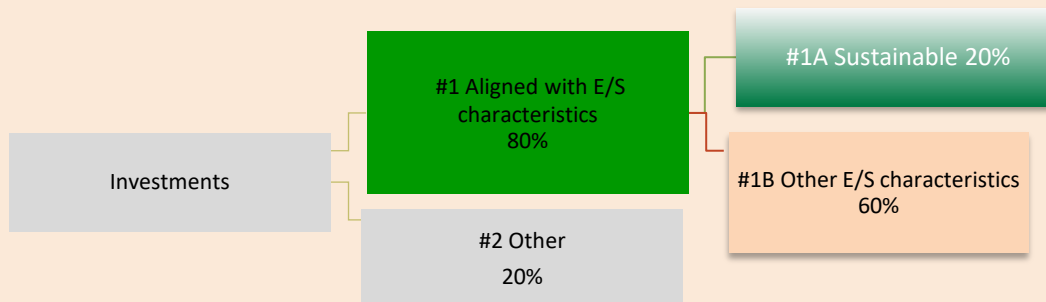 #1A Sustainable 20%
#1 Aligned with E/S
characteristics
80%
Investments
#1B Other E/S characteristics
60%
#2 Other
20%